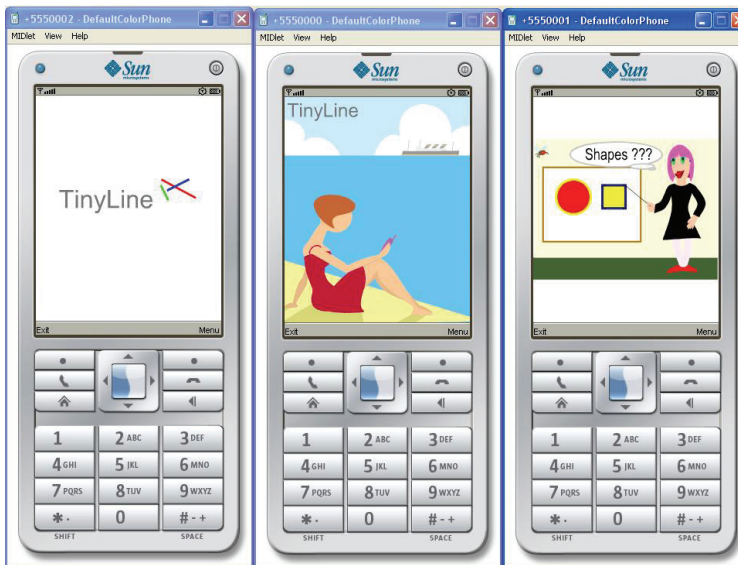 +5550002 - DefaultColorPhone
MIDlet View Help
Sun
microsystems
TinyLine
Exit Menu
1 2 ABC 3 DEF
4 GHI 5 JKL 6 MNO
7 PQRS 8 TUV 9 WXYZ
* . 0 # - +
SHIFT SPACE
+5550000 - DefaultColorPhone
MIDlet View Help
Sun
microsystems
TinyLine
Exit Menu
1 2 ABC 3 DEF
4 GHI 5 JKL 6 MNO
7 PQRS 8 TUV 9 WXYZ
* . 0 # - +
SHIFT SPACE
+5550001 - DefaultColorPhone
MIDlet View Help
Sun
microsystems
Shapes ???
Exit Menu
1 2 ABC 3 DEF
4 GHI 5 JKL 6 MNO
7 PQRS 8 TUV 9 WXYZ
* . 0 # - +
SHIFT SPACE